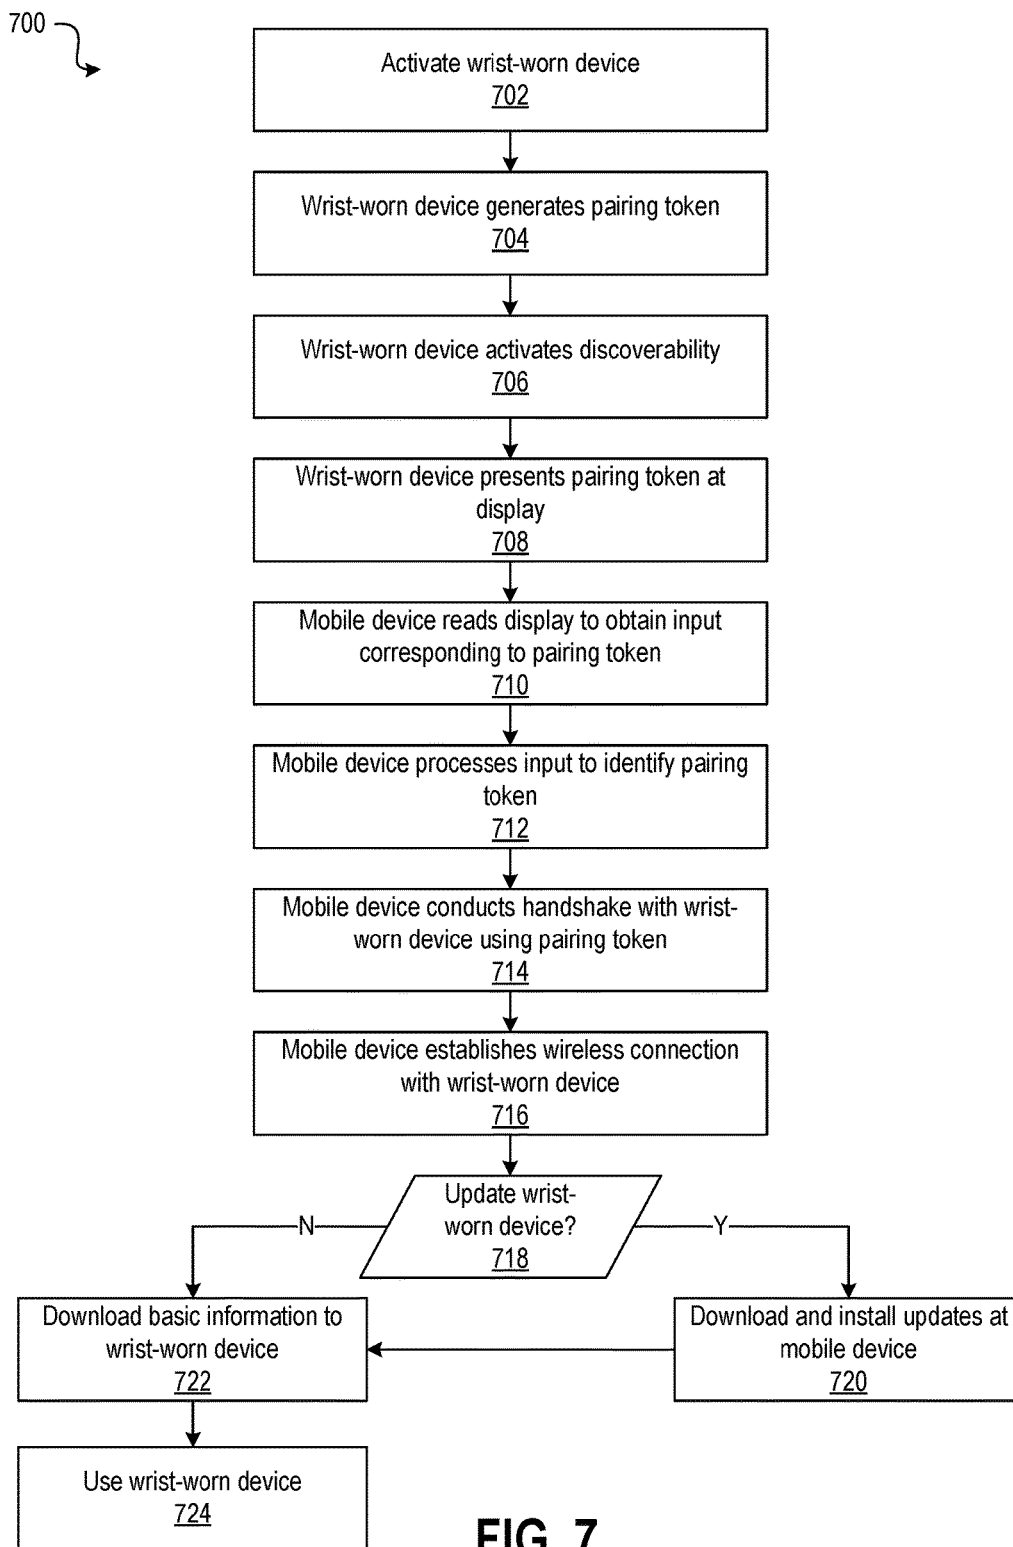 700
Activate wrist-worn device
702
Wrist-worn device generates pairing token
704
Wrist-worn device activates discoverability
706
Wrist-worn device presents pairing token at
display
708
Mobile device reads display to obtain input
corresponding to pairing token
710
Mobile device processes input to identify pairing
token
712
Mobile device conducts handshake with wrist-
worn device using pairing token
714
Mobile device establishes wireless connection
with wrist-worn device
716
Update wrist-
worn device?
718
N
Y
Download basic information to
wrist-worn device
722
Download and install updates at
mobile device
720
Use wrist-worn device
724
FIG. 7